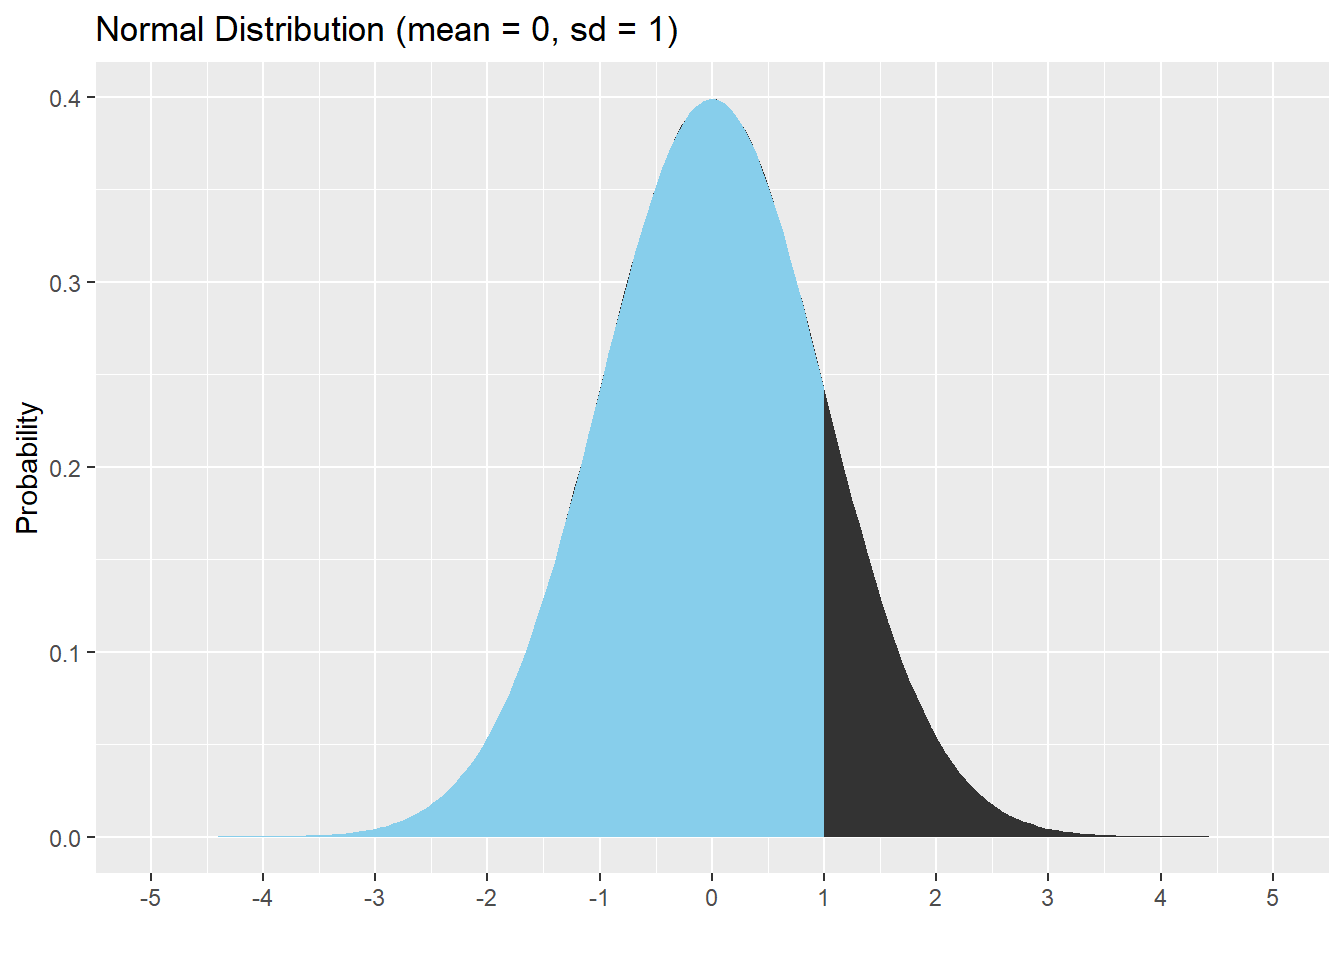 Normal Distribution (mean = 0, sd = 1)
Probability
0.4
0.3
0.2
0.1
0.0
-5 -4 -3 -2 -1 0 1 2 3 4 5